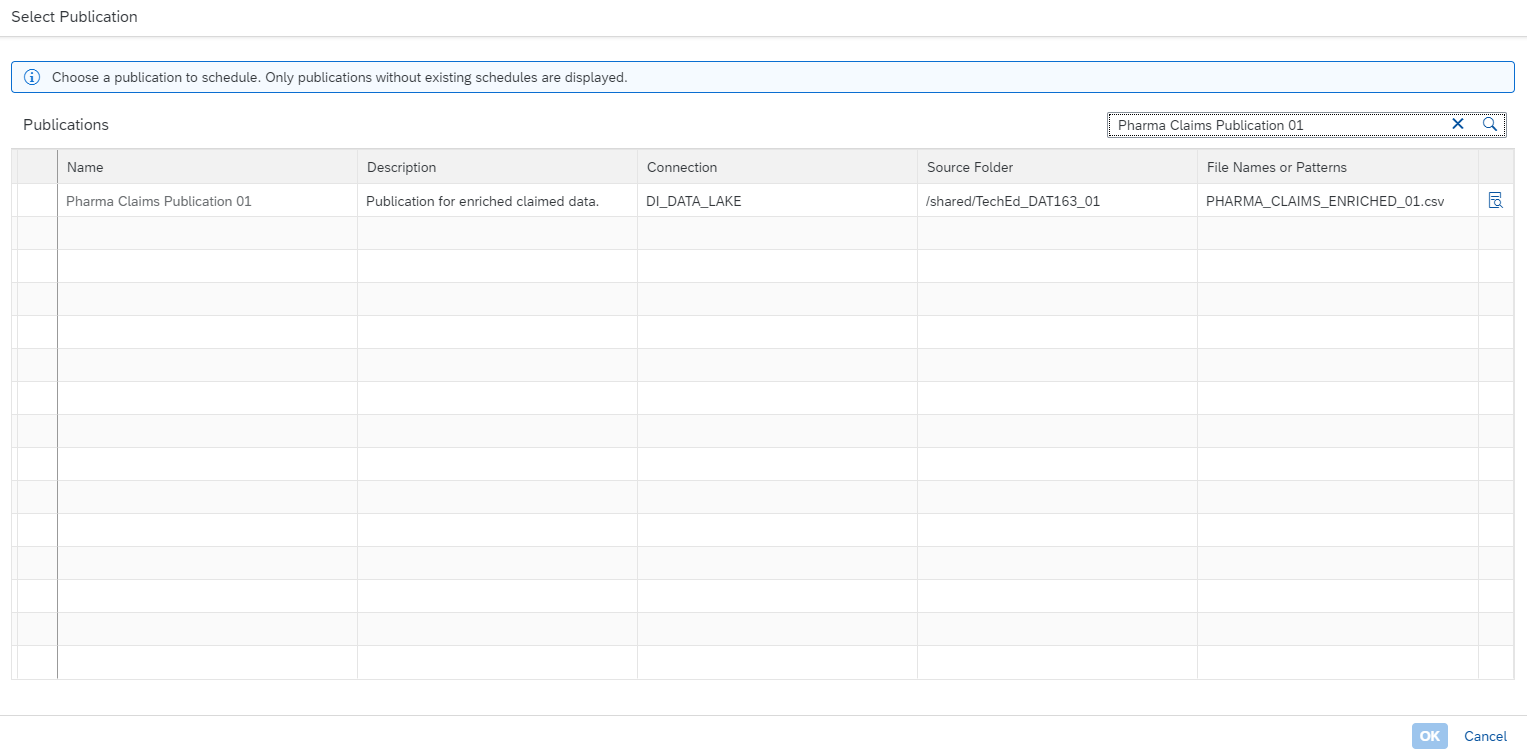 Select Publication
Choose a publication to schedule. Only publications without existing schedules are displayed.
Publications
Pharma Claims Publication 01
Name Description Connection Source Folder File Names or Patterns
Pharma Claims Publication 01 Publication for enriched claimed data. DI_DATA_LAKE /shared/TechEd_DAT163_01 PHARMA_CLAIMS_ENRICHED_01.csv
OK Cancel